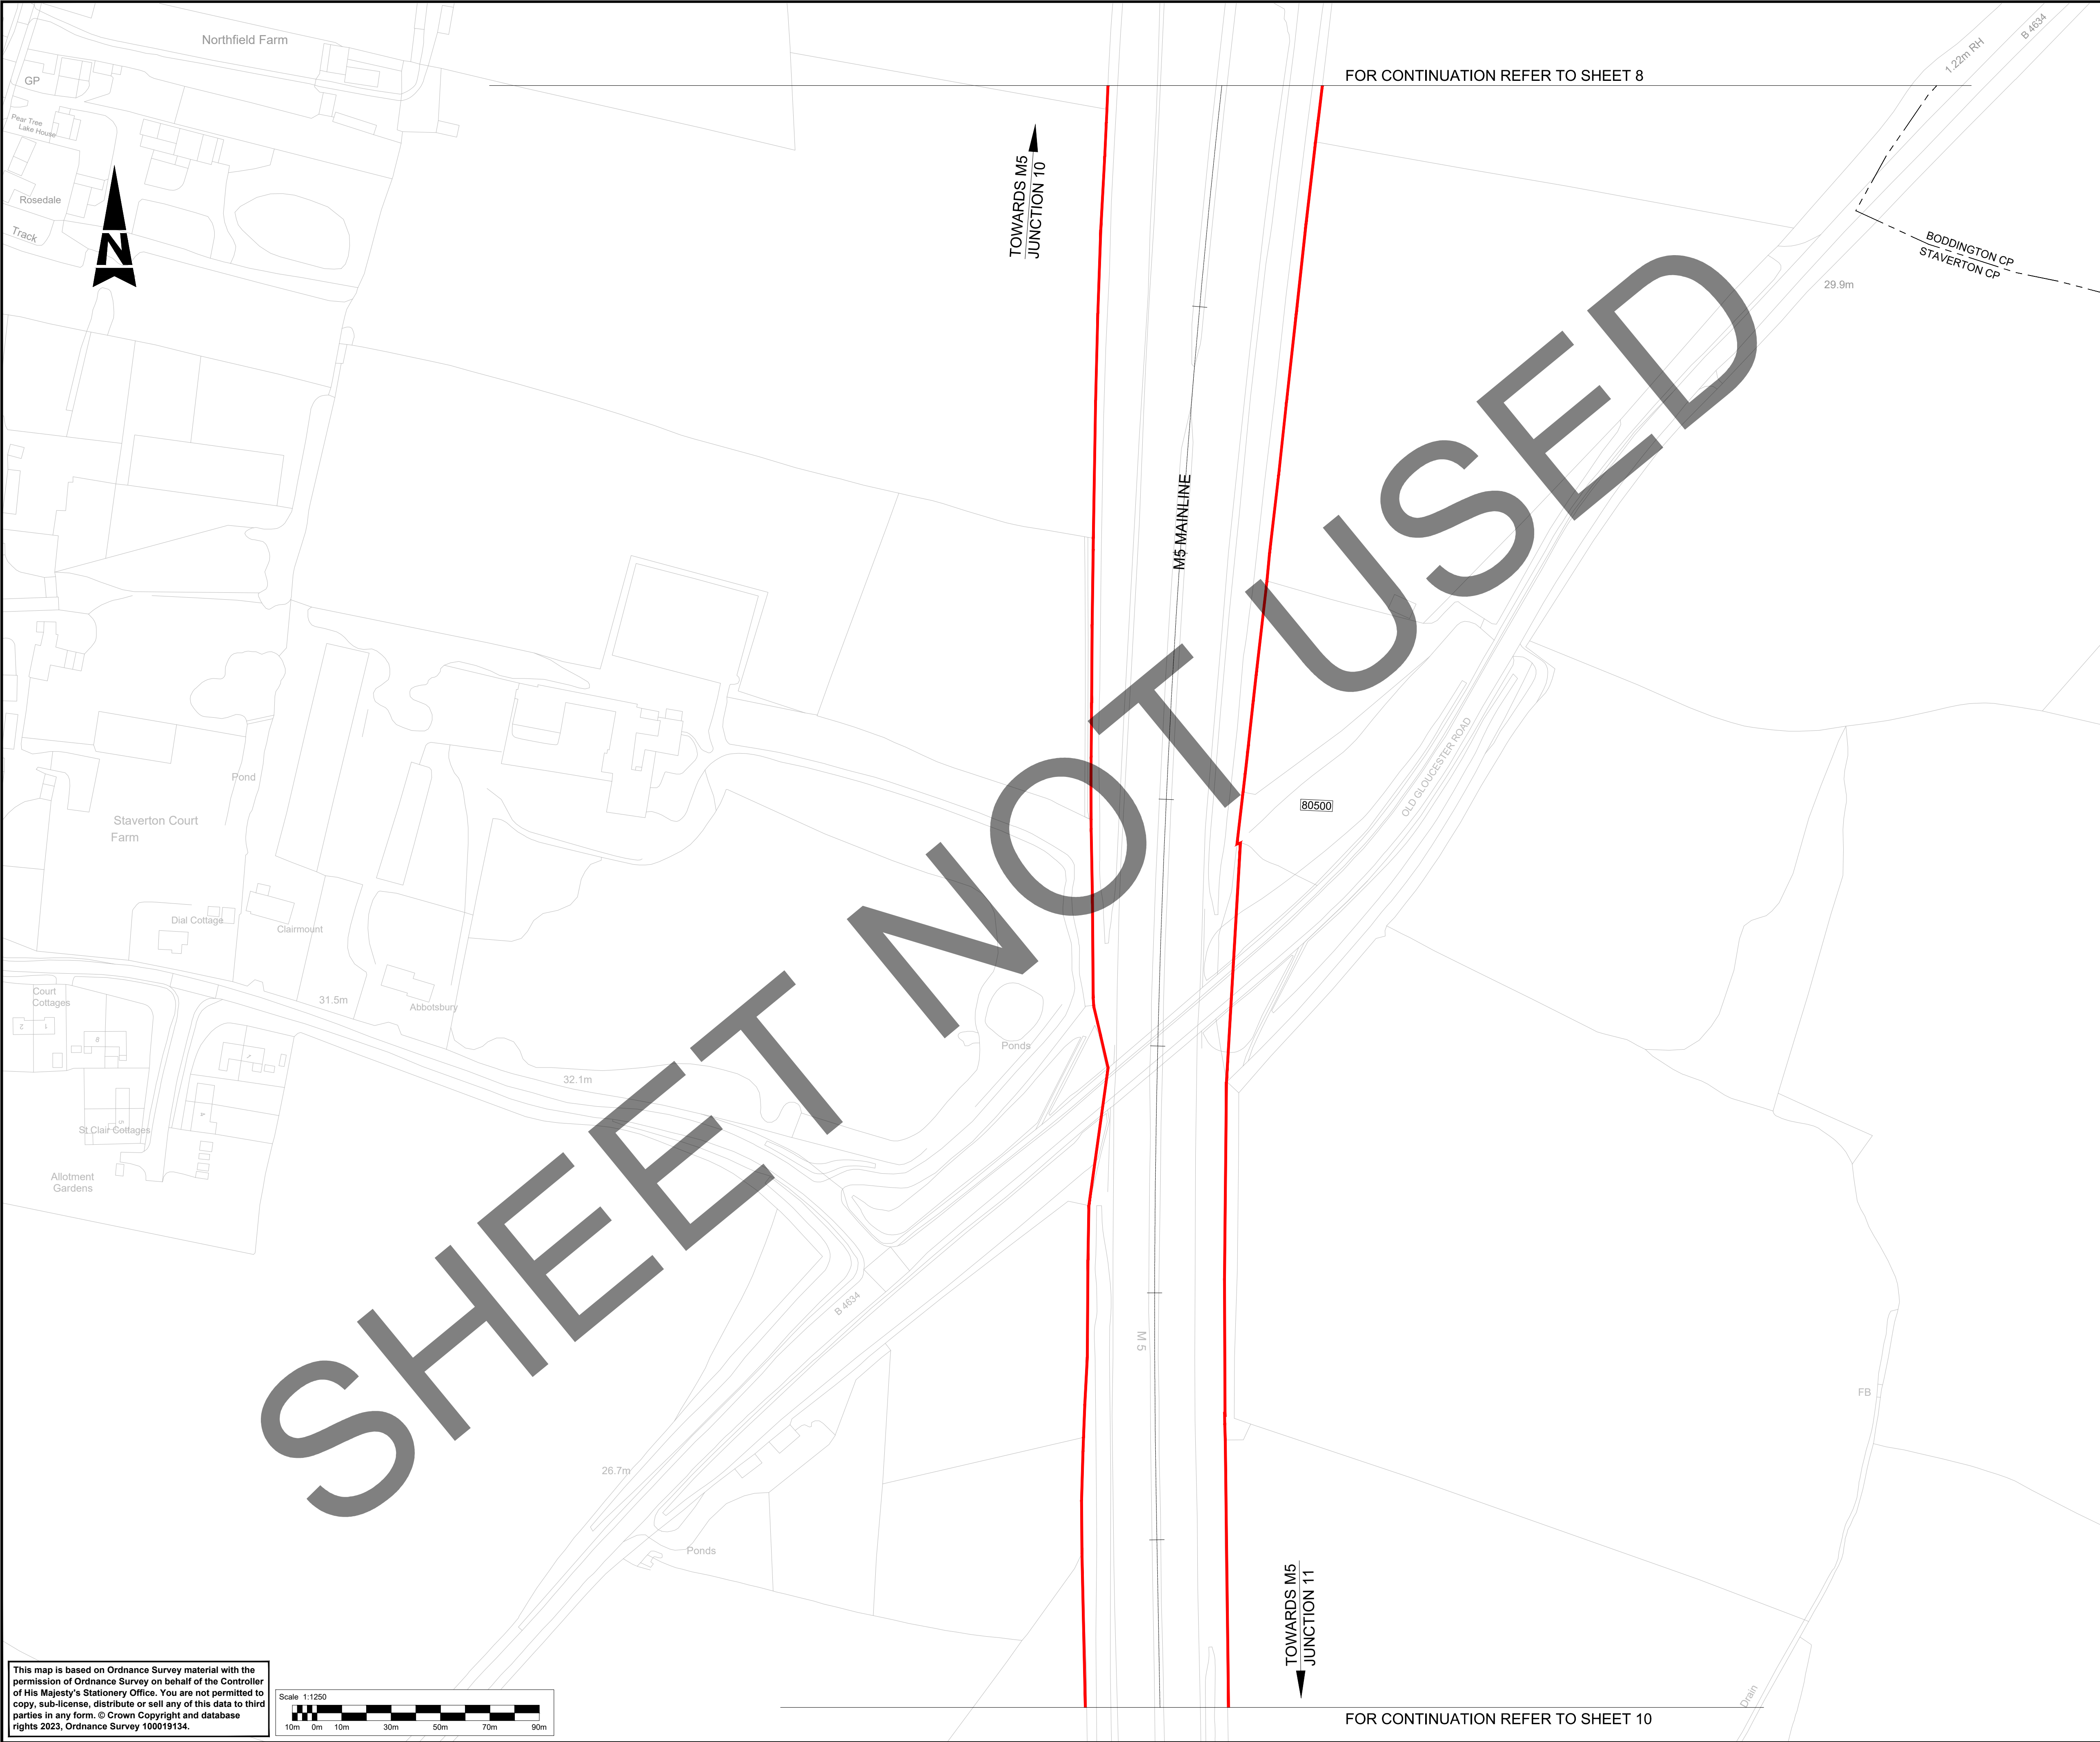 Northfield Farm
GP
Pear Tree
Lake House
Rosedale
Track
N
FOR CONTINUATION REFER TO SHEET 8
1.22m RH
B 4634
TOWARDS M5
JUNCTION 10
BODDINGTON CP
STAVERTON CP
29.9m
M5 MAINLINE
SHEET NOT USED
80500
OLD GLOUCESTER ROAD
Pond
Staverton Court
Farm
Dial Cottage
Clairmount
31.5m
Abbotsbury
Court
Cottages
2
1
8
1
4
5
St Clair Cottages
Allotment
Gardens
32.1m
Ponds
B 4634
M 5
FB
26.7m
Ponds
Drain
TOWARDS M5
JUNCTION 11
FOR CONTINUATION REFER TO SHEET 10
This map is based on Ordnance Survey material with the
permission of Ordnance Survey on behalf of the Controller
of His Majesty's Stationery Office. You are not permitted to
copy, sub-license, distribute or sell any of this data to third
parties in any form. © Crown Copyright and database
rights 2023, Ordnance Survey 100019134.
Scale 1:1250
10m 0m 10m 30m 50m 70m 90m